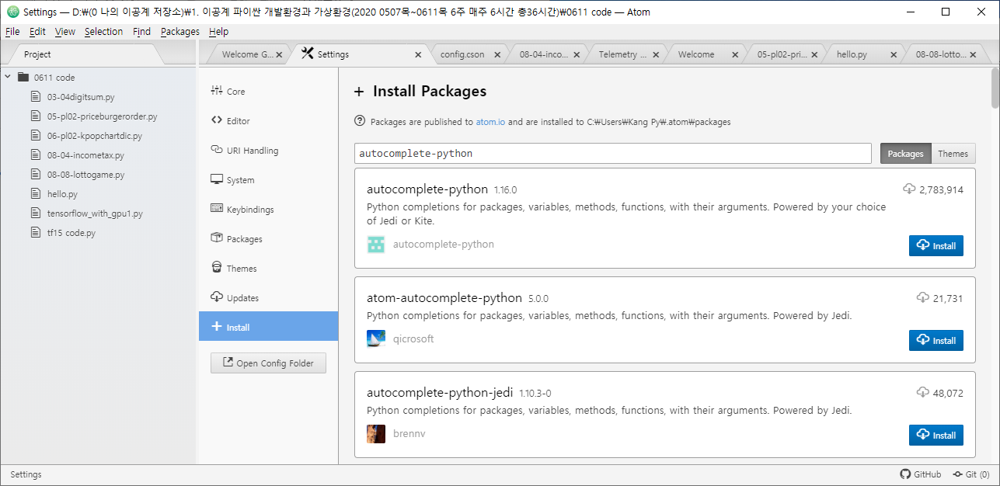 Settings — D:₩(0 나의 이공계 저장소)₩1. 이공계 파이싼 개발환경과 가상환경(2020 0507목~0611목 6주 매주 6시간 총36시간)₩0611 code — Atom
File Edit View Selection Find Packages Help
Project
Welcome G... Settings config.cson 08-04-inco... Telemetry ... Welcome 05-pl02-pri... hello.py 08-08-lotto...
0611 code
03-04digitsum.py
05-pl02-priceburgerorder.py
06-pl02-kpopchartdic.py
08-04-incometax.py
08-08-lottogame.py
hello.py
tensorflow_with_gpu1.py
tf15 code.py
Core
Editor
URI Handling
System
Keybindings
Packages
Themes
Updates
Install
Open Config Folder
Install Packages
Packages are published to atom.io and are installed to C:₩Users₩Kang Py₩.atom₩packages
autocomplete-python
Packages Themes
autocomplete-python 1.16.0 2,783,914
Python completions for packages, variables, methods, functions, with their arguments. Powered by your choice
of Jedi or Kite.
autocomplete-python
Install
atom-autocomplete-python 5.0.0 21,731
Python completions for packages, variables, methods, functions, with their arguments. Powered by Jedi.
qicrosoft
Install
autocomplete-python-jedi 1.10.3-0 48,072
Python completions for packages, variables, methods, functions, with their arguments. Powered by Jedi.
brennv
Install
Settings GitHub Git (0)